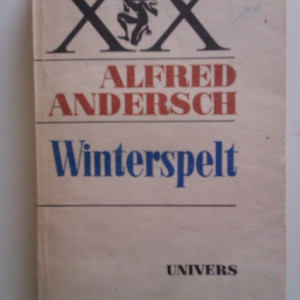 XX
ALFRED
ANDERSCH
Winterspelt
UNIVERS